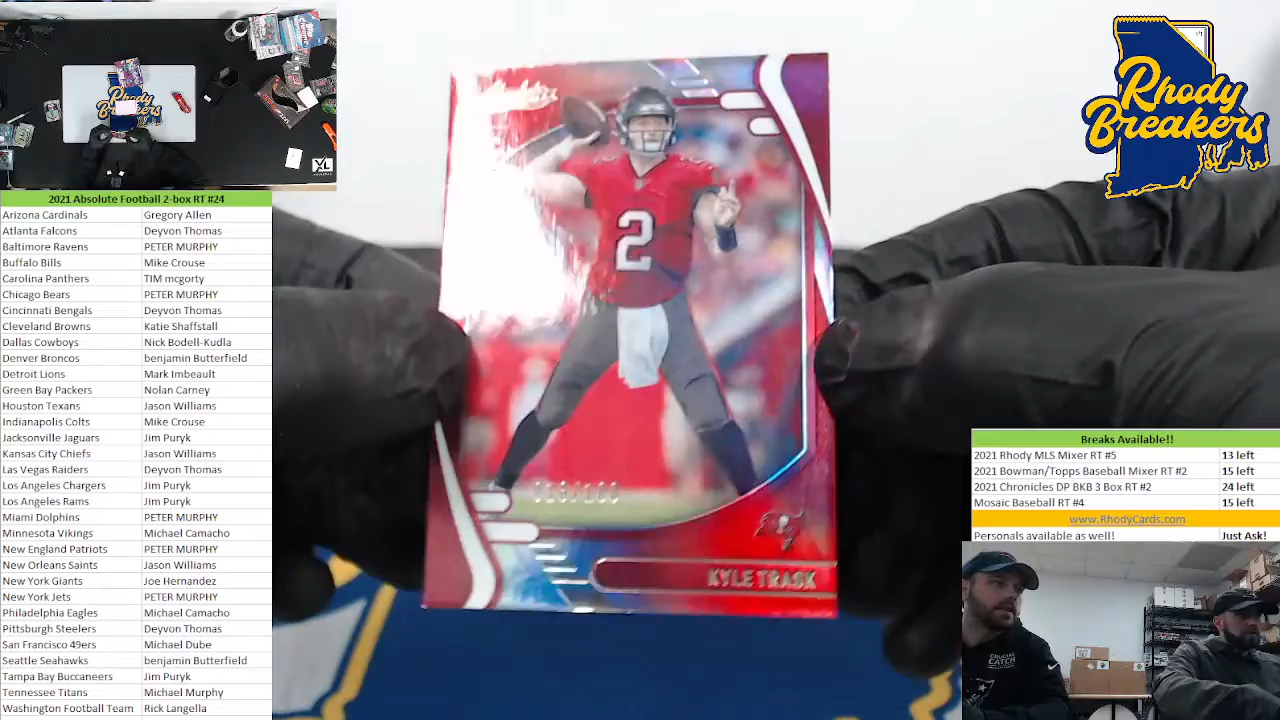 2021 Absolute Football 2-box RT #24
Arizona Cardinals Gregory Allen
Atlanta Falcons Deyvon Thomas
Baltimore Ravens PETER MURPHY
Buffalo Bills Mike Crouse
Carolina Panthers TIM mcgorty
Chicago Bears PETER MURPHY
Cincinnati Bengals Deyvon Thomas
Cleveland Browns Katie Shaffstall
Dallas Cowboys Nick Bodell-Kudla
Denver Broncos benjamin Butterfield
Detroit Lions Mark Imbeault
Green Bay Packers Nolan Carney
Houston Texans Jason Williams
Indianapolis Colts Mike Crouse
Jacksonville Jaguars Jim Puryk
Kansas City Chiefs Jason Williams
Las Vegas Raiders Deyvon Thomas
Los Angeles Chargers Jim Puryk
Los Angeles Rams Jim Puryk
Miami Dolphins PETER MURPHY
Minnesota Vikings Michael Camacho
New England Patriots PETER MURPHY
New Orleans Saints Jason Williams
New York Giants Joe Hernandez
New York Jets PETER MURPHY
Philadelphia Eagles Michael Camacho
Pittsburgh Steelers Deyvon Thomas
San Francisco 49ers Michael Dube
Seattle Seahawks benjamin Butterfield
Tampa Bay Buccaneers Jim Puryk
Tennessee Titans Michael Murphy
Washington Football Team Rick Langella
Rhody
Breakers
XL
2
KYLE TRASK
Rhody
Breakers
LLC
Breaks Available!!
2021 Rhody MLS Mixer RT #5 13 left
2021 Bowman/Topps Baseball Mixer RT #2 15 left
2021 Chronicles DP BKB 3 Box RT #2 24 left
Mosaic Baseball RT #4 15 left
www.RhodyCards.com
Personals available as well! Just Ask!
CRUCIAL
CATCH